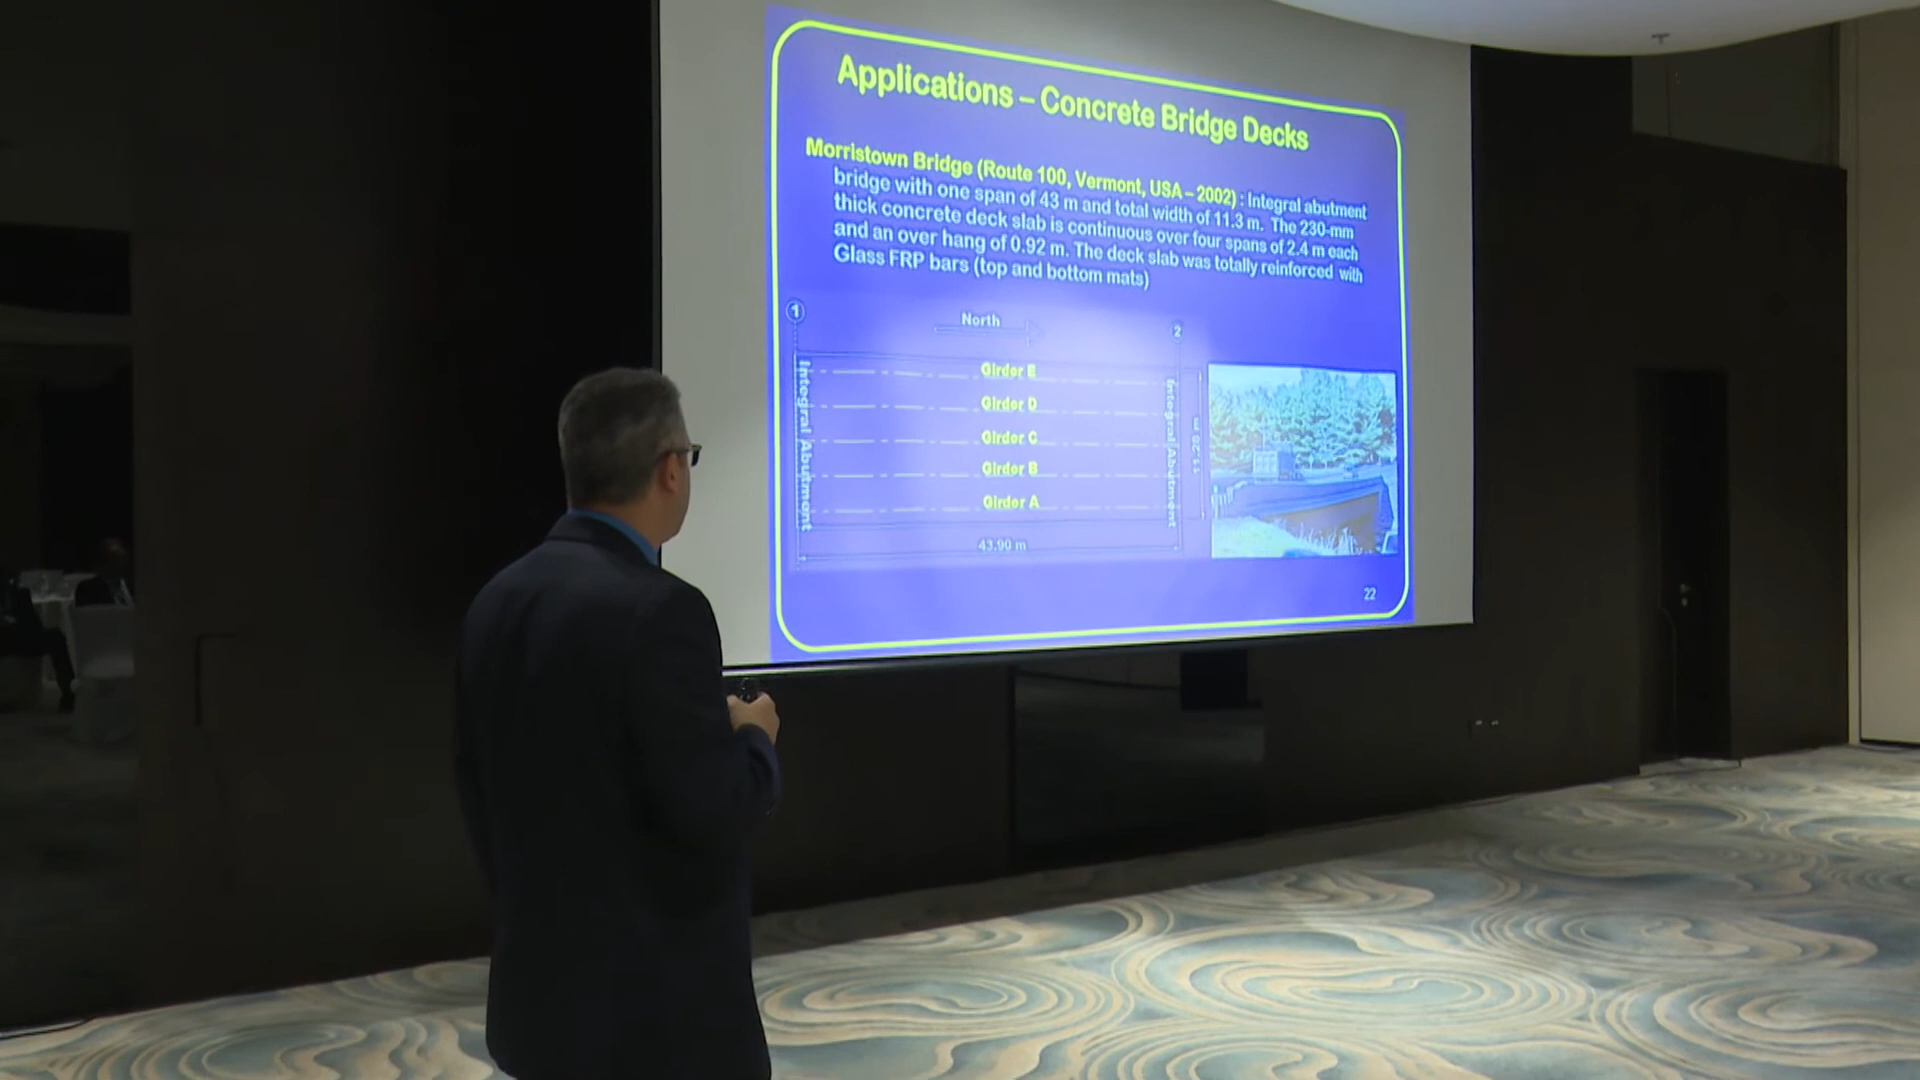 Applications – Concrete Bridge Decks
Morristown Bridge (Route 100, Vermont, USA – 2002) : Integral abutment
bridge with one span of 43 m and total width of 11.3 m. The 230-mm
thick concrete deck slab is continuous over four spans of 2.4 m each
and an over hang of 0.92 m. The deck slab was totally reinforced with
Glass FRP bars (top and bottom mats)
1
North
2
Integral Abutment
Girder E
Girder D
Girder C
Girder B
Girder A
Integral Abutment
43.90 m
22